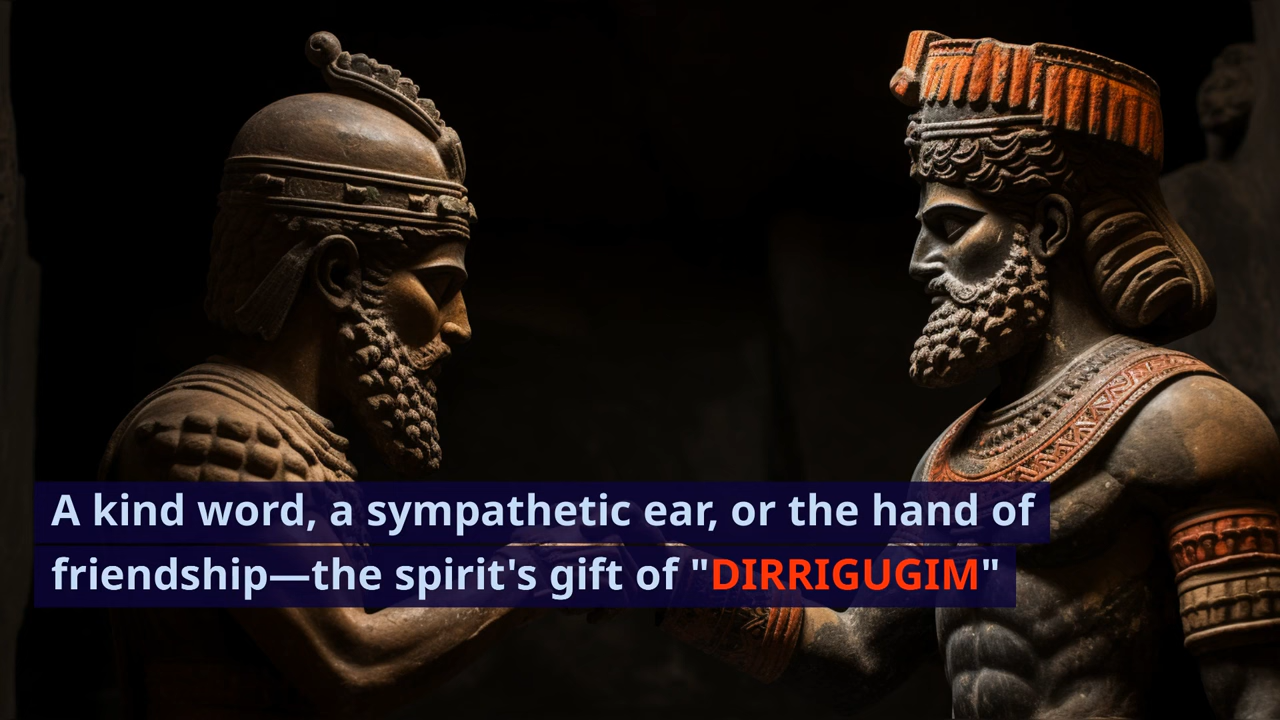 A kind word, a sympathetic ear, or the hand of
friendship—the spirit's gift of "DIRRIGUGIM"